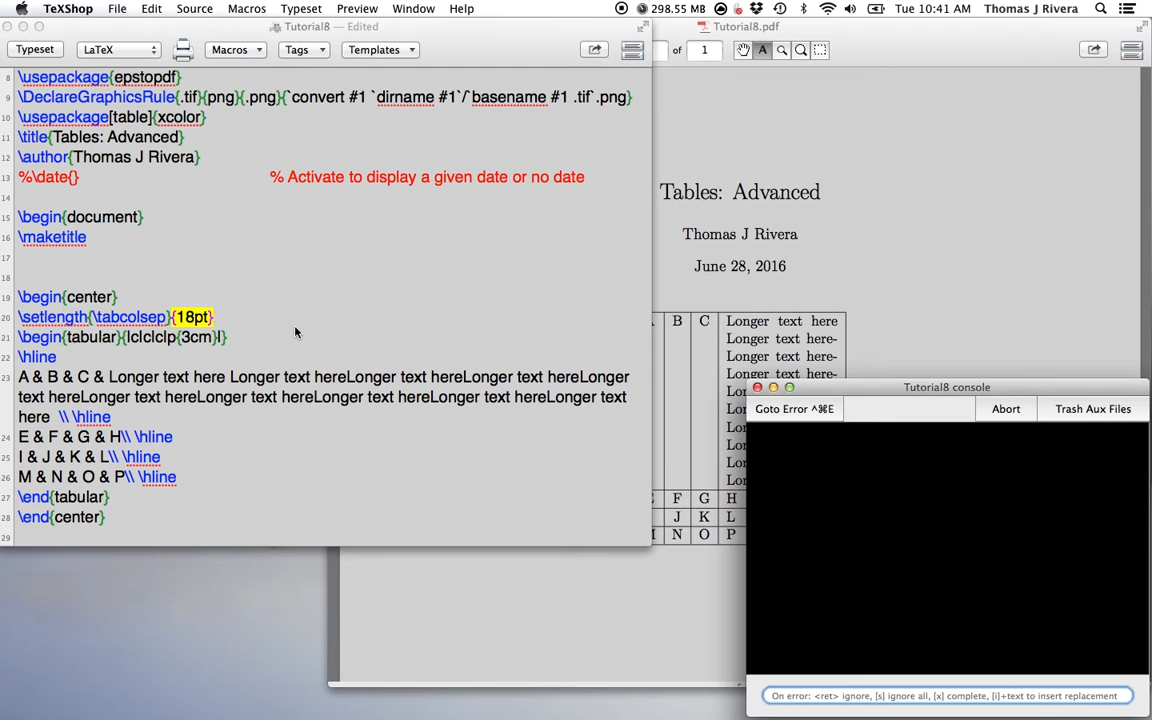 TeXShop File Edit Source Macros Typeset Preview Window Help 298.55 MB Tue 10:41 AM Thomas J Rivera
Tutorial8 — Edited
Typeset LaTeX Macros Tags Templates
8 \usepackage{epstopdf}
9 \DeclareGraphicsRule{.tif}{png}{.png}{`convert #1 `dirname #1`/`basename #1 .tif`.png}
10 \usepackage[table]{xcolor}
11 \title{Tables: Advanced}
12 \author{Thomas J Rivera}
13 %\date{} % Activate to display a given date or no date
14
15 \begin{document}
16 \maketitle
17
18
19 \begin{center}
20 \setlength{\tabcolsep}{18pt}
21 \begin{tabular}{|c|c|c|p{3cm}|}
22 \hline
23 A & B & C & Longer text here Longer text hereLonger text hereLonger text hereLonger
text hereLonger text hereLonger text hereLonger text hereLonger text hereLonger text
here \\ \hline
24 E & F & G & H\\ \hline
25 I & J & K & L\\ \hline
26 M & N & O & P\\ \hline
27 \end{tabular}
28 \end{center}
29
Tutorial8.pdf
of 1
Tables: Advanced
Thomas J Rivera
June 28, 2016
B C Longer text here
Longer text here-
Longer text here-
Longer text here-
F G H
J K L
N O P
Tutorial8 console
Goto Error ^⌘E Abort Trash Aux Files
On error: <ret> ignore, [s] ignore all, [x] complete, [i]+text to insert replacement